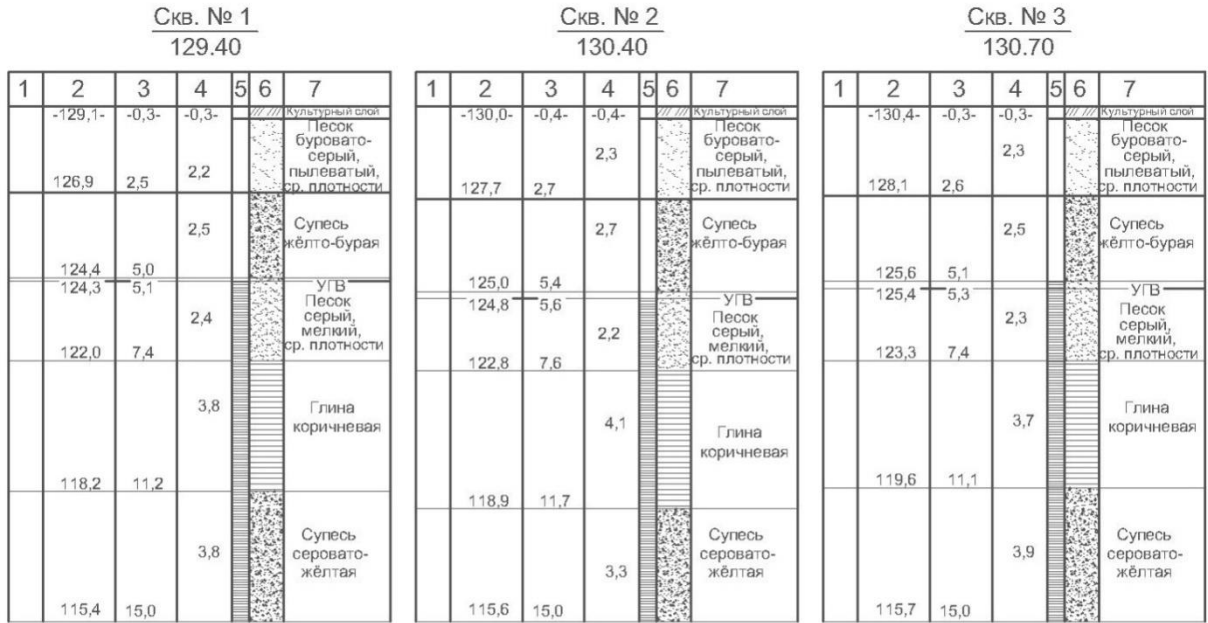 Скв. № 1
129.40
1 2 3 4 5 6 7
-129,1- -0,3- -0,3- Культурный слой
Песок
буровато-
серый,
2,2 пылеватый,
126,9 2,5 ср. плотности
2,5 Супесь
жёлто-бурая
124,4 5,0
124,3 5,1 УГВ
Песок
серый,
2,4 мелкий,
122,0 7,4 ср. плотности
3,8 Глина
коричневая
118,2 11,2
Супесь
3,8 серовато-
жёлтая
115,4 15,0
Скв. № 2
130.40
1 2 3 4 5 6 7
-130,0- -0,4- -0,4- Культурный слой
Песок
буровато-
2,3 серый,
пылеватый,
127,7 2,7 ср. плотности
2,7 Супесь
жёлто-бурая
125,0 5,4
124,8 5,6 УГВ
Песок
серый,
2,2 мелкий,
122,8 7,6 ср. плотности
4,1 Глина
коричневая
118,9 11,7
Супесь
серовато-
3,3 жёлтая
115,6 15,0
Скв. № 3
130.70
1 2 3 4 5 6 7
-130,4- -0,3- -0,3- Культурный слой
Песок
буровато-
2,3 серый,
пылеватый,
128,1 2,6 ср. плотности
2,5 Супесь
жёлто-бурая
125,6 5,1
125,4 5,3 УГВ
Песок
серый,
2,3 мелкий,
123,3 7,4 ср. плотности
3,7 Глина
коричневая
119,6 11,1
Супесь
3,9 серовато-
жёлтая
115,7 15,0